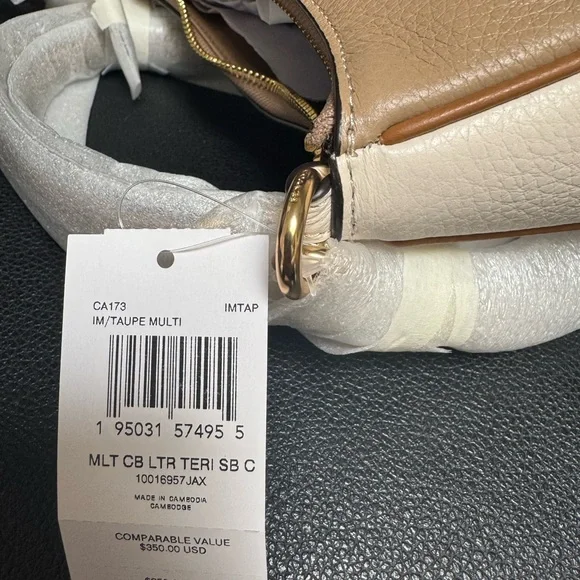 CA173 IMTAP
IM/TAUPE MULTI
1 95031 57495 5
MLT CB LTR TERI SB C
10016957JAX
MADE IN CAMBODIA
CAMBODGE
COMPARABLE VALUE
$350.00 USD